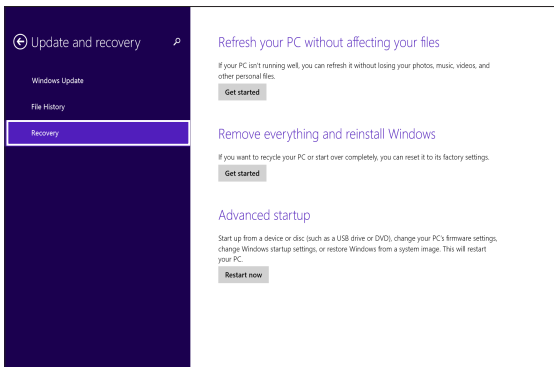 Update and recovery
Windows Update
File History
Recovery
Refresh your PC without affecting your files
If your PC isn't running well, you can refresh it without losing your photos, music, videos, and
other personal files.
Get started
Remove everything and reinstall Windows
If you want to recycle your PC or start over completely, you can reset it to its factory settings.
Get started
Advanced startup
Start up from a device or disc (such as a USB drive or DVD), change your PC's firmware settings,
change Windows startup settings, or restore Windows from a system image. This will restart
your PC.
Restart now